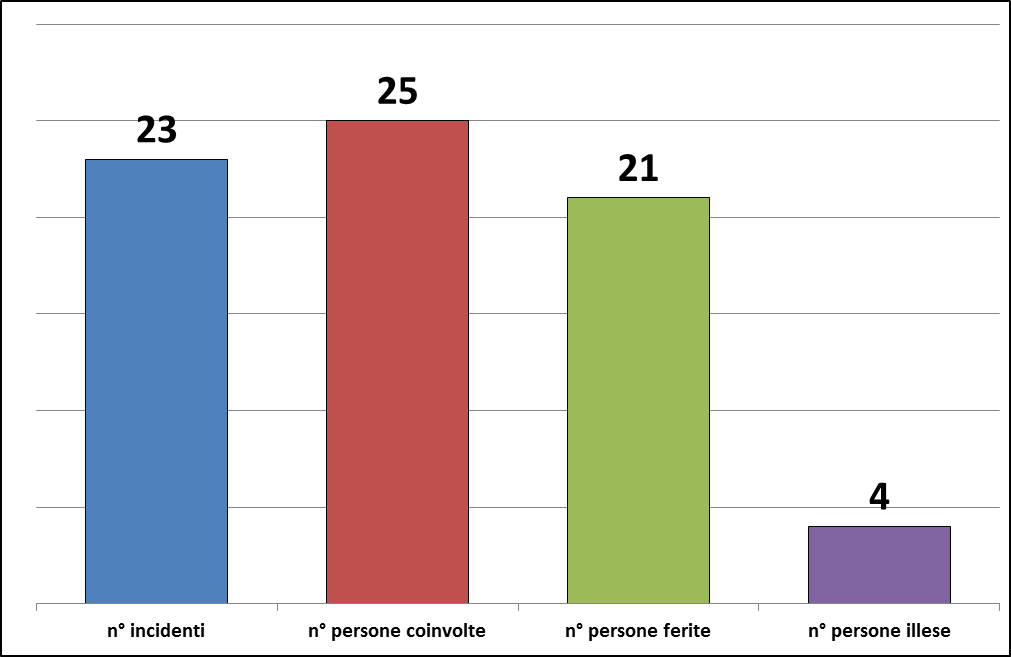 23
25
21
4
n° incidenti
n° persone coinvolte
n° persone ferite
n° persone illese